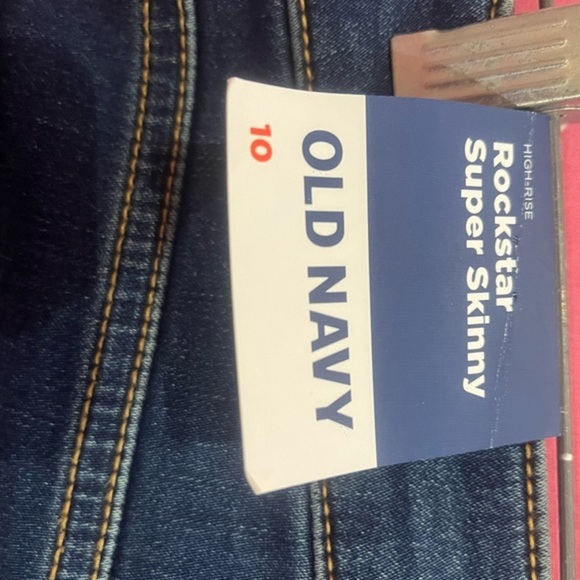 HIGH-RISE
Rockstar
Super Skinny
OLD NAVY
10